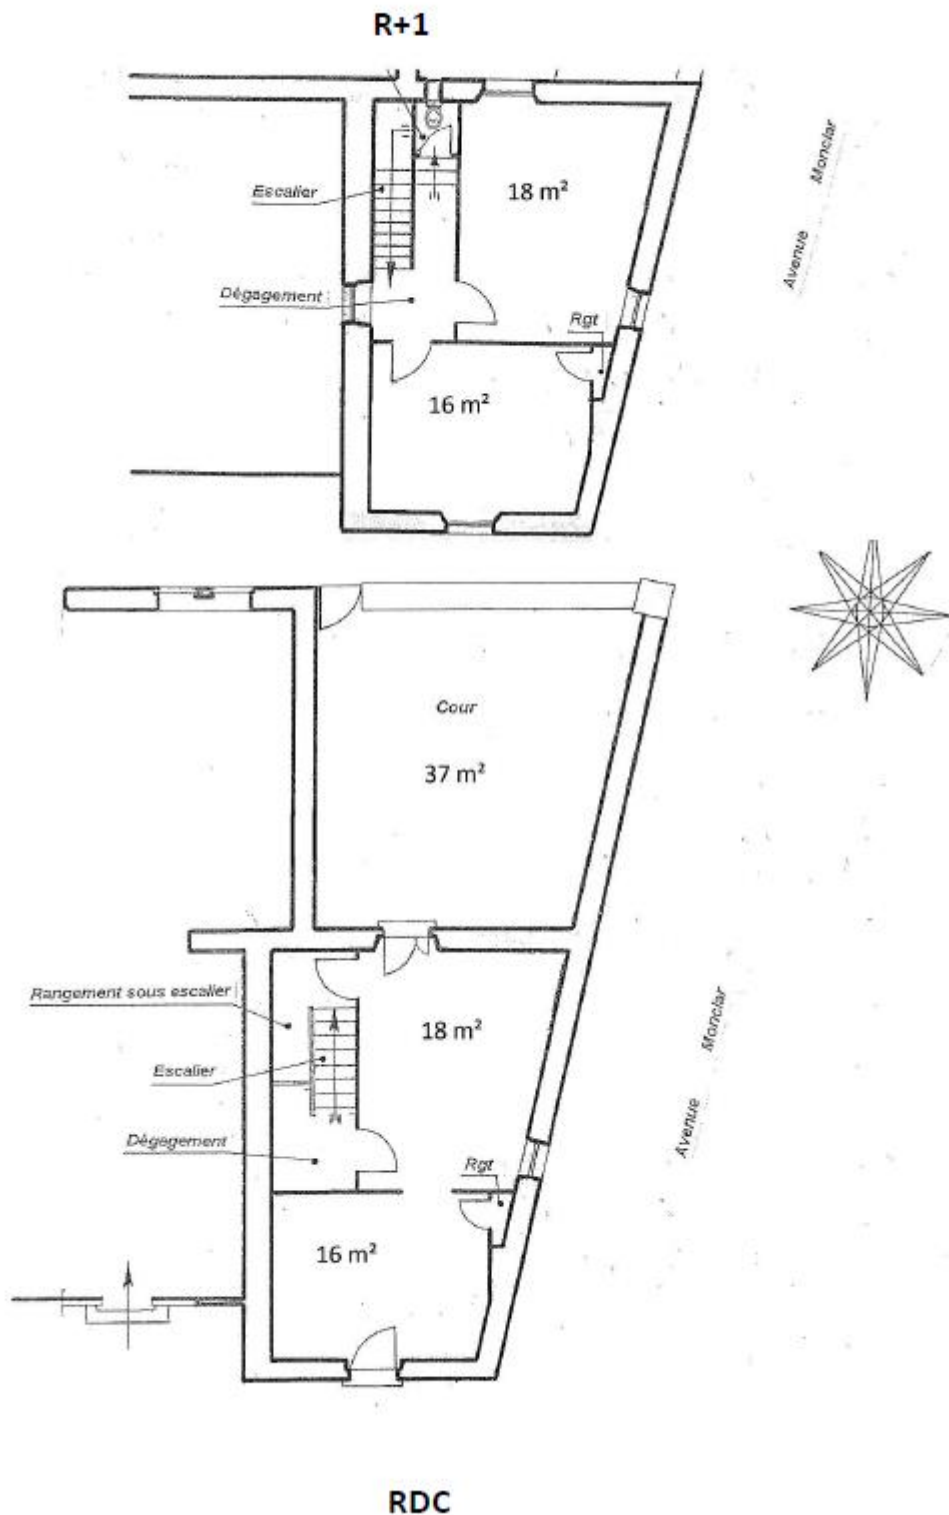 R+1
Avenue Monclar
Escalier
18 m²
Dégagement
Rgt
16 m²
Cour
37 m²
Rangement sous escalier
18 m²
Avenue Monclar
Escalier
Dégagement
Rgt
16 m²
RDC